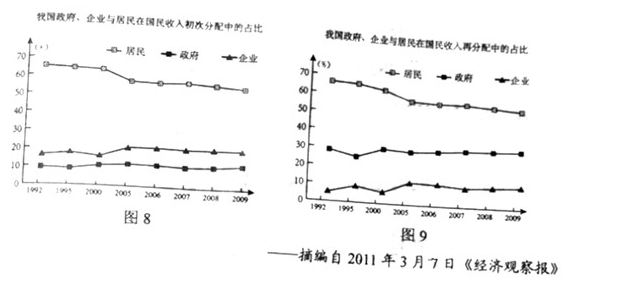 我国政府、企业与居民在国民收入初次分配中的占比
(%)
居民 政府 企业
70
60
50
40
30
20
10
0
1992 1995 2000 2005 2006 2007 2008 2009
图8
我国政府、企业与居民在国民收入再分配中的占比
(%)
居民 政府 企业
70
60
50
40
30
20
10
0
1992 1995 2000 2005 2006 2007 2008 2009
图9
——摘编自2011年3月7日《经济观察报》